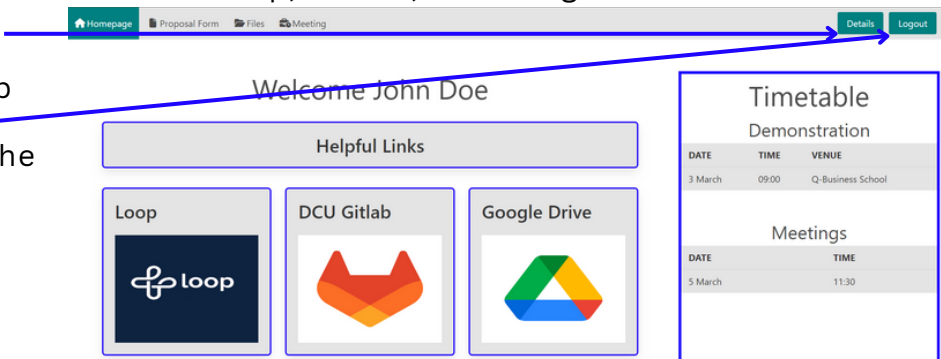 Homepage Proposal Form Files Meeting Details Logout
he
Welcome John Doe
Helpful Links
Loop
DCU Gitlab
Google Drive
loop
Timetable
Demonstration
DATE TIME VENUE
3 March 09:00 Q-Business School
Meetings
DATE TIME
5 March 11:30